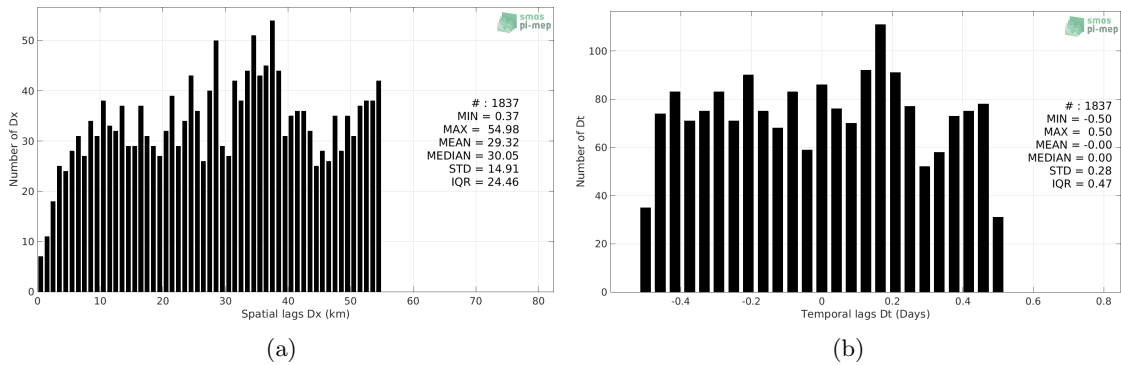 smos
pi-mep
50
40
30
20
10
0
Number of Dx
# : 1837
MIN = 0.37
MAX = 54.98
MEAN = 29.32
MEDIAN = 30.05
STD = 14.91
IQR = 24.46
0 10 20 30 40 50 60 70 80
Spatial lags Dx (km)
(a)
smos
pi-mep
100
80
60
40
20
0
Number of Dt
# : 1837
MIN = -0.50
MAX = 0.50
MEAN = -0.00
MEDIAN = 0.00
STD = 0.28
IQR = 0.47
-0.4 -0.2 0 0.2 0.4 0.6 0.8
Temporal lags Dt (Days)
(b)